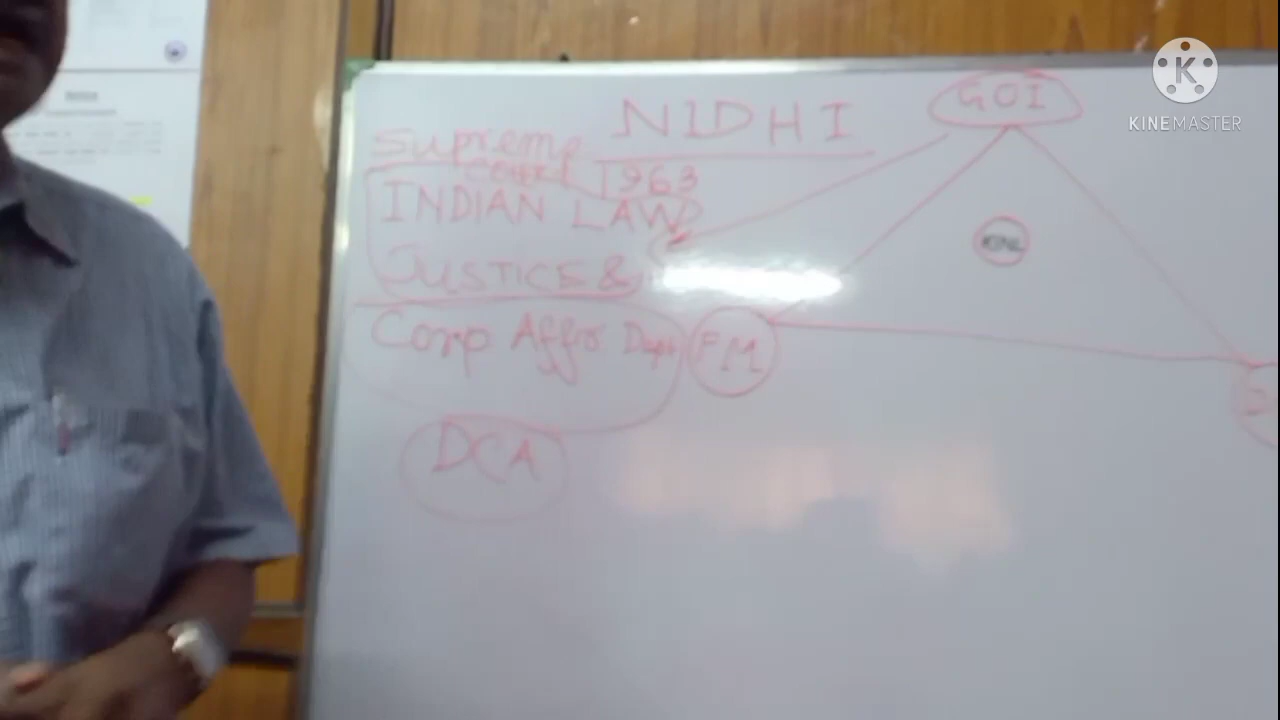 NIDHI
GOI
Supreme
court
1963
INDIAN LAW
JUSTICE &
Corp Affrs Dept
FM
DCA
KINEMASTER